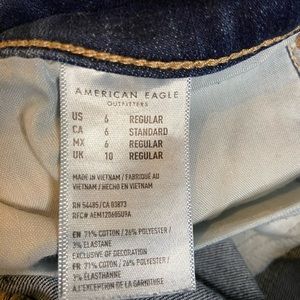 AMERICAN EAGLE
OUTFITTERS
US 6 REGULAR
CA 6 STANDARD
MX 6 REGULAR
UK 10 REGULAR
MADE IN VIETNAM / FABRIQUÉ AU
VIETNAM / HECHO EN VIETNAM
RN 54485 / CA 03873
RFC# AEM120605U9A
EN 71% COTTON / 26% POLYESTER /
3% ELASTANE
EXCLUSIVE OF DECORATION
FR 71% COTON / 26% POLYESTER /
3% ÉLASTHANNE
À L'EXCEPTION DE LA GARNITURE